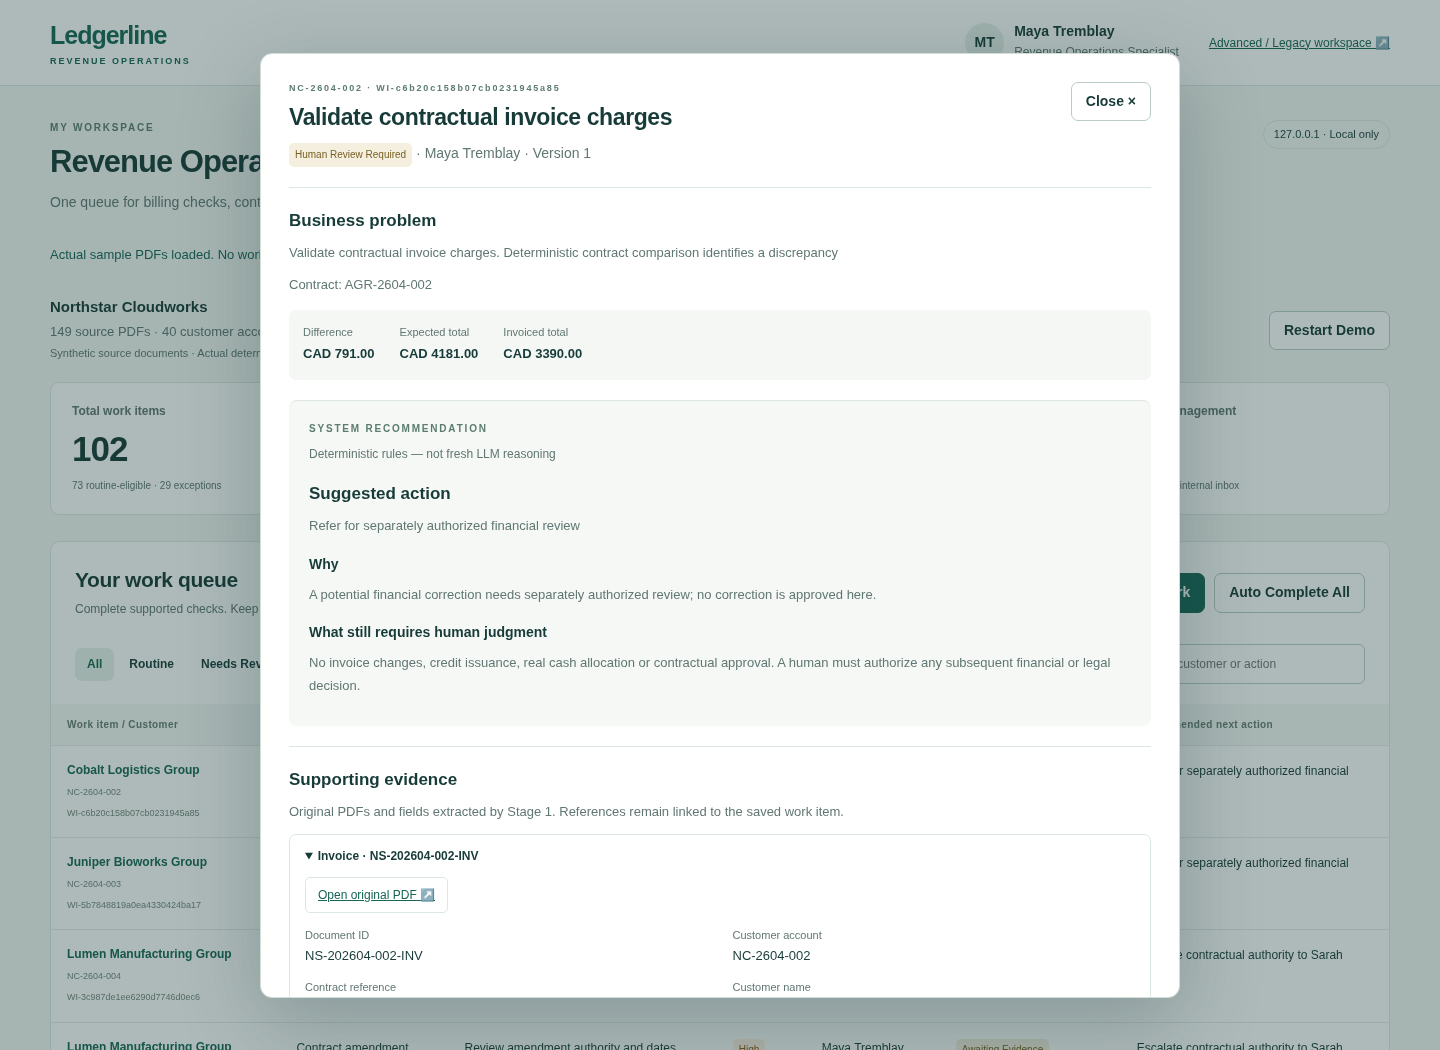 Ledgerline
REVENUE OPERATIONS
MT
Maya Tremblay
Revenue Operations Specialist
Advanced / Legacy workspace ↗
MY WORKSPACE
127.0.0.1 · Local only
One queue for billing checks,
Actual sample PDFs loaded. No
Northstar Cloudworks
149 source PDFs · 40 customer
Synthetic source documents · Actual
Restart Demo
Total work items
102
73 routine-eligible · 29 exceptions
internal inbox
Your work queue
Complete supported checks. Keep
Auto Complete All
All
Routine
Needs
customer or action
Work item / Customer
action
next
Cobalt Logistics Group
NC-2604-002
WI-c6b20c158b07cb0231945a85
separately authorized financial
Juniper Bioworks Group
NC-2604-003
WI-5b7848819a0ea4330424ba17
separately authorized financial
Lumen Manufacturing Group
NC-2604-004
WI-3c987de1ee6290d7746d0ec6
contractual authority to Sarah
Lumen Manufacturing Group
Contract amendment
Review amendment authority and dates
High
Maya Tremblay
Awaiting Evidence
Escalate contractual authority to Sarah
NC-2604-002 · WI-c6b20c158b07cb0231945a85
Validate contractual invoice charges
Close ×
Human Review Required · Maya Tremblay · Version 1
Business problem
Validate contractual invoice charges. Deterministic contract comparison identifies a discrepancy
Contract: AGR-2604-002
Difference
CAD 791.00
Expected total
CAD 4181.00
Invoiced total
CAD 3390.00
SYSTEM RECOMMENDATION
Deterministic rules — not fresh LLM reasoning
Suggested action
Refer for separately authorized financial review
Why
A potential financial correction needs separately authorized review; no correction is approved here.
What still requires human judgment
No invoice changes, credit issuance, real cash allocation or contractual approval. A human must authorize any subsequent financial or legal
decision.
Supporting evidence
Original PDFs and fields extracted by Stage 1. References remain linked to the saved work item.
▼ Invoice · NS-202604-002-INV
Open original PDF ↗
Document ID
NS-202604-002-INV
Customer account
NC-2604-002
Contract reference
Customer name